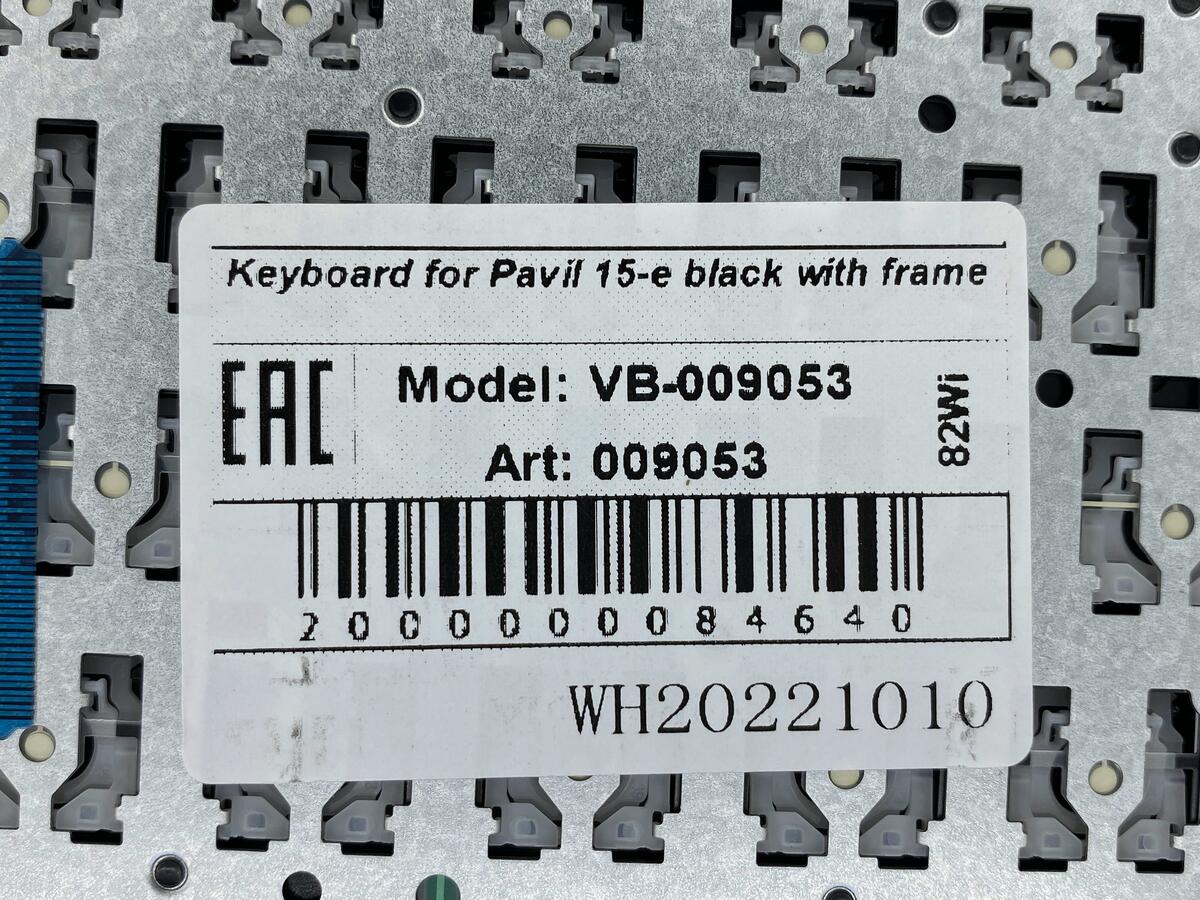 Keyboard for Pavil 15-e black with frame
EAC
Model: VB-009053
Art: 009053
82Wi
2000000084640
WH20221010